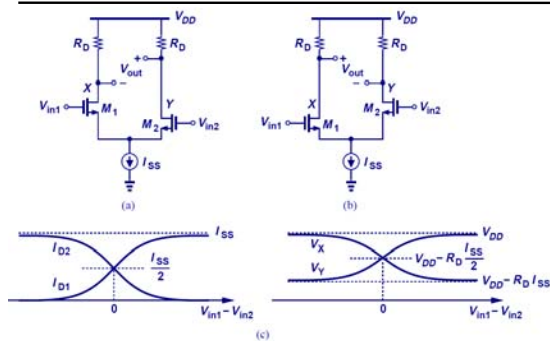 V_DD
R_D R_D
+
V_out
−
X
Y
V_in1 M_1
M_2 V_in2
I_SS
(a)
V_DD
R_D R_D
+
V_out
−
X
Y
V_in1 M_1
M_2 V_in2
I_SS
(b)
I_D2
I_D1
I_SS
I_SS/2
0
V_in1 − V_in2
V_X
V_Y
V_DD
V_DD − R_D I_SS/2
V_DD − R_D I_SS
0
V_in1 − V_in2
(c)